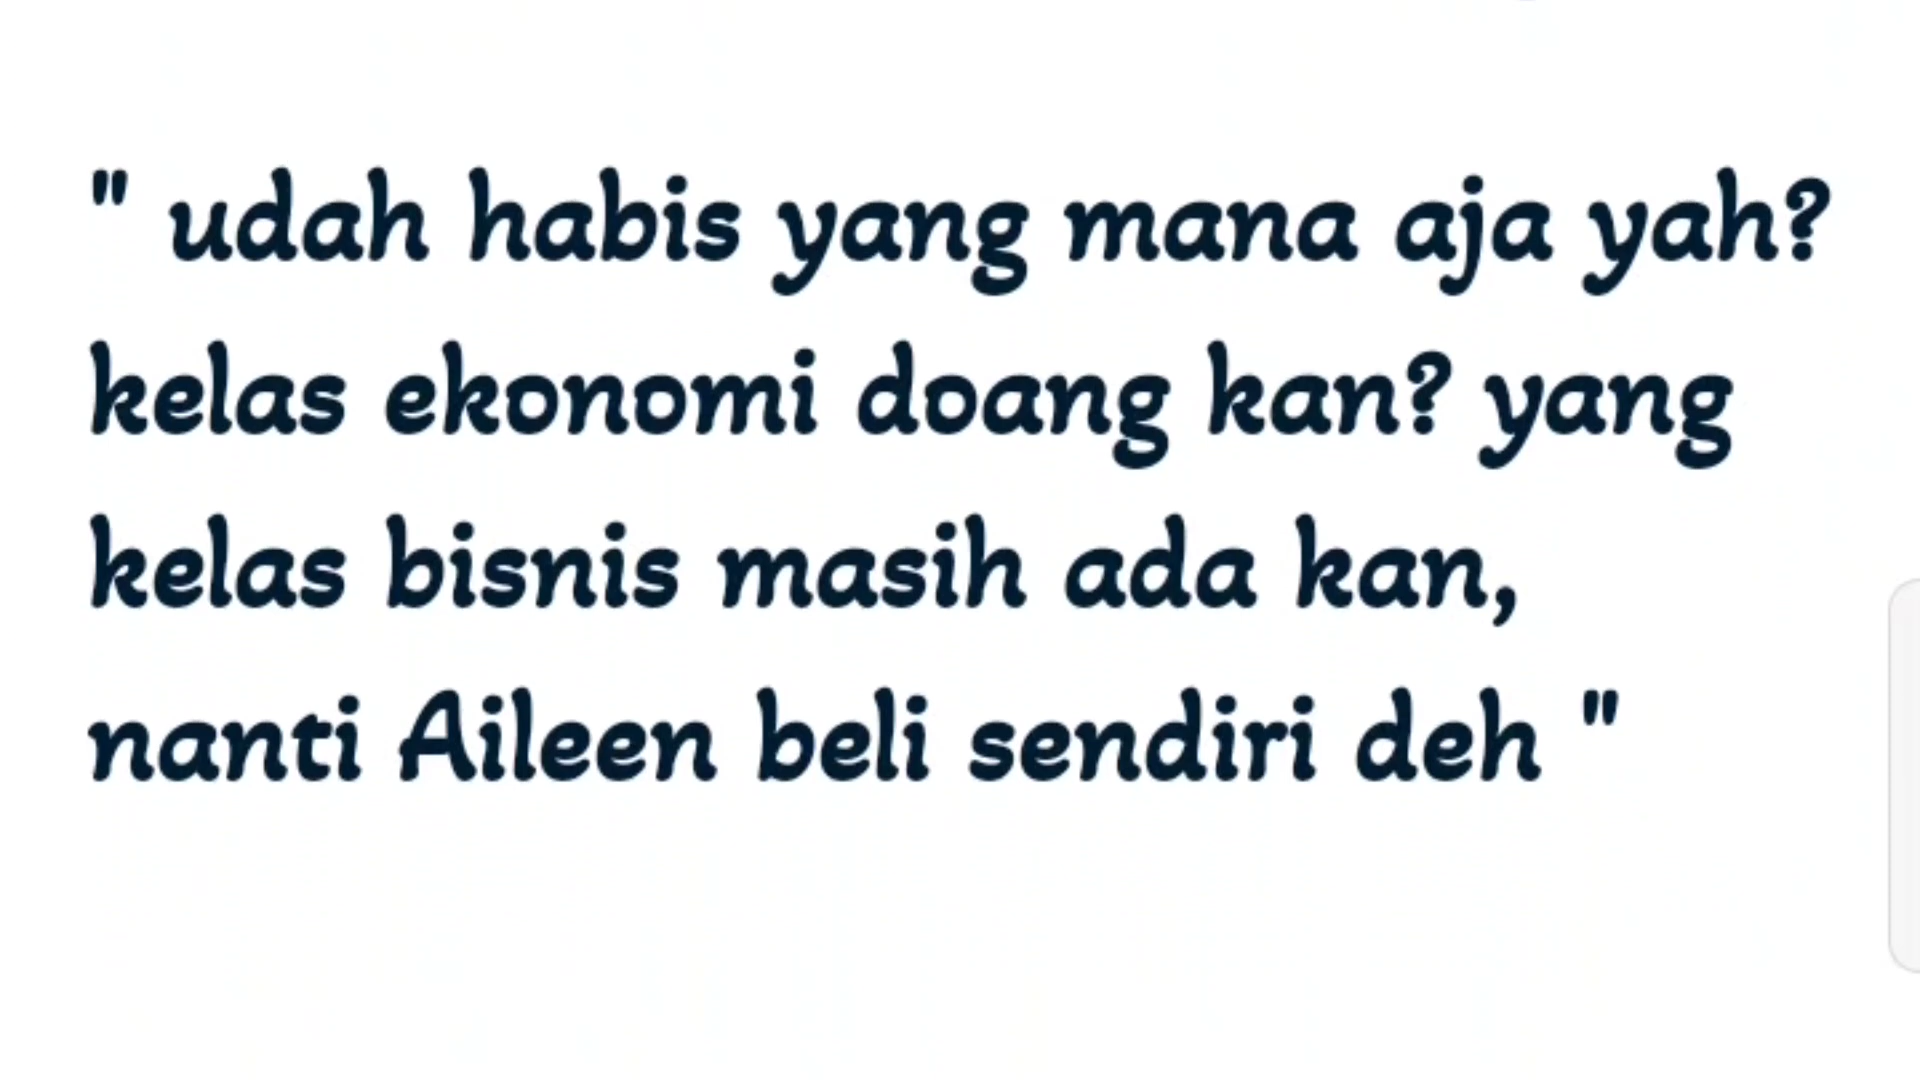 " udah habis yang mana aja yah?
kelas ekonomi doang kan? yang
kelas bisnis masih ada kan,
nanti Aileen beli sendiri deh "